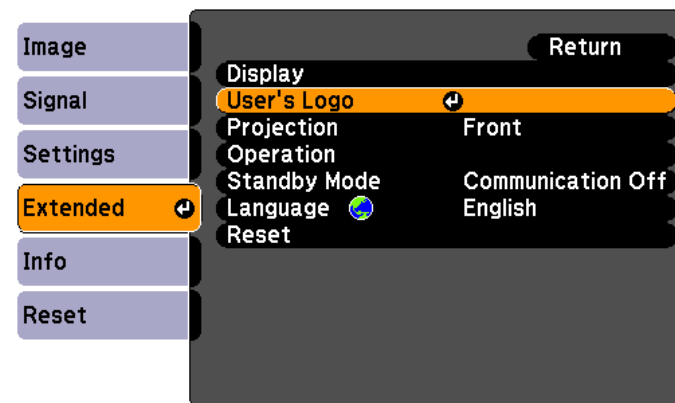 Image
Signal
Settings
Extended
Info
Reset
Return
Display
User's Logo
Projection Front
Operation
Standby Mode Communication Off
Language English
Reset